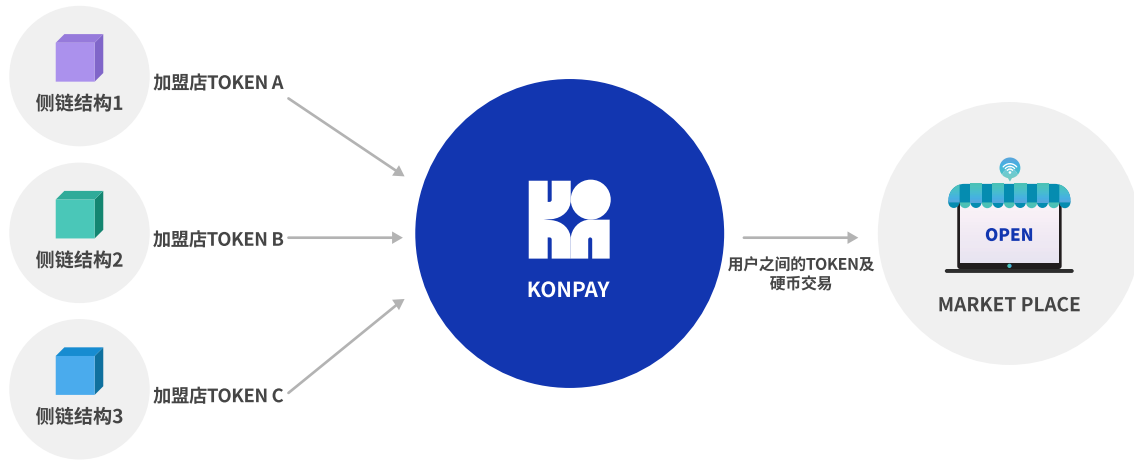 侧链结构1
加盟店TOKEN A
侧链结构2
加盟店TOKEN B
侧链结构3
加盟店TOKEN C
KONA
KONPAY
用户之间的TOKEN及
硬币交易
OPEN
MARKET PLACE